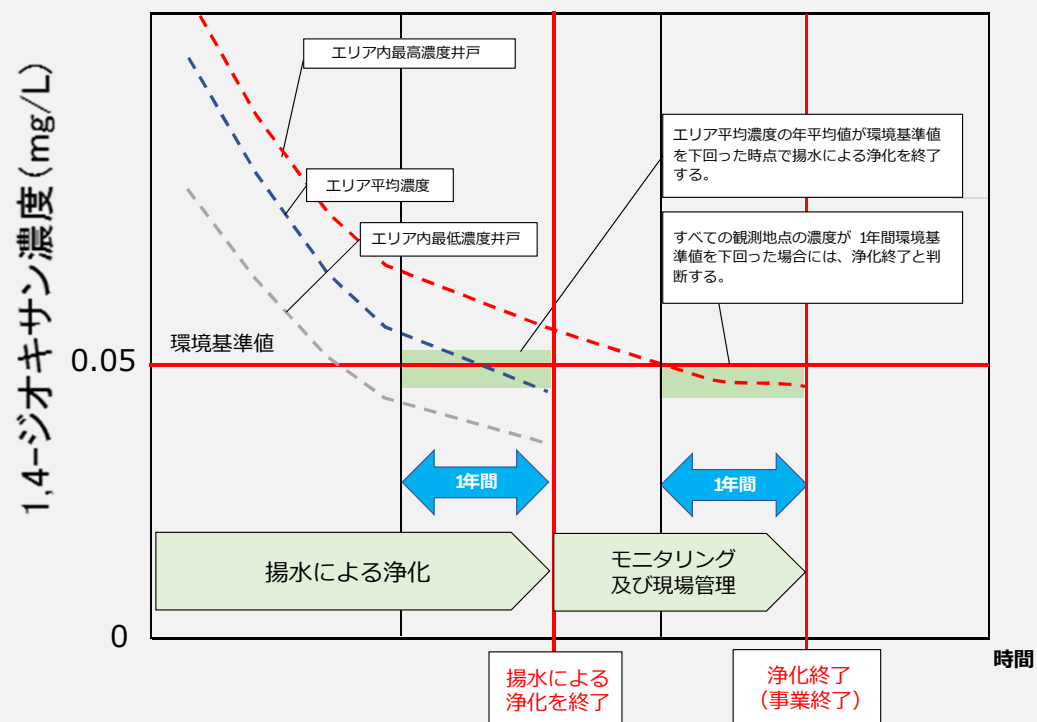 1,4-ジオキサン濃度(mg/L)
エリア内最高濃度井戸
エリア平均濃度の年平均値が環境基準値
を下回った時点で揚水による浄化を終了
する。
エリア平均濃度
エリア内最低濃度井戸
すべての観測地点の濃度が 1年間環境基
準値を下回った場合には、浄化終了と判
断する。
環境基準値
0.05
1年間
1年間
揚水による浄化
モニタリング
及び現場管理
0
時間
揚水による
浄化を終了
浄化終了
（事業終了）